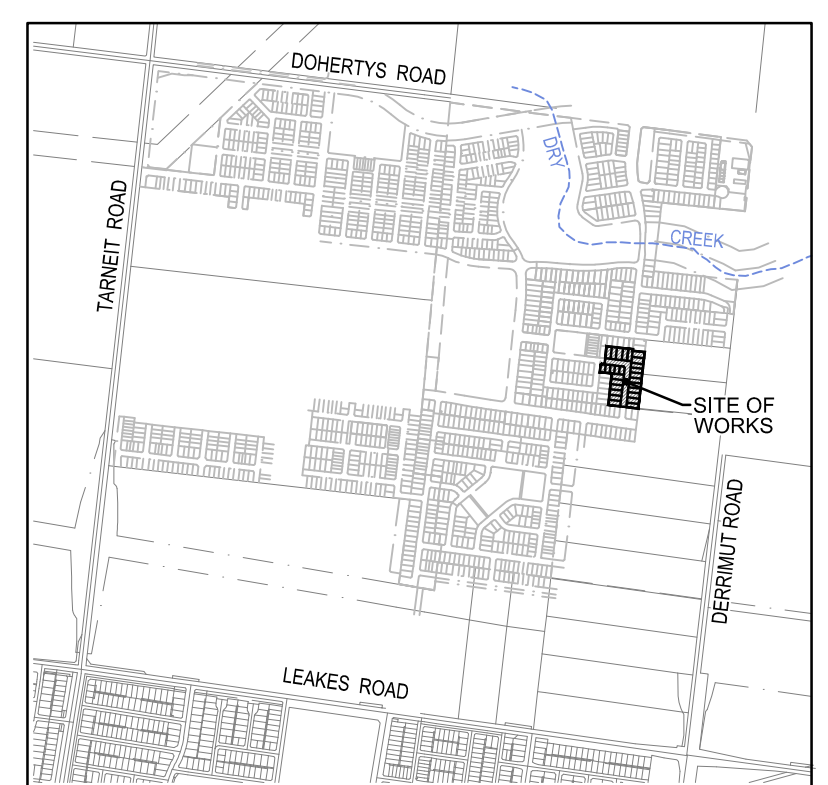 DOHERTYS ROAD
DRY
CREEK
TARNEIT ROAD
SITE OF
WORKS
DERRIMUT ROAD
LEAKES ROAD